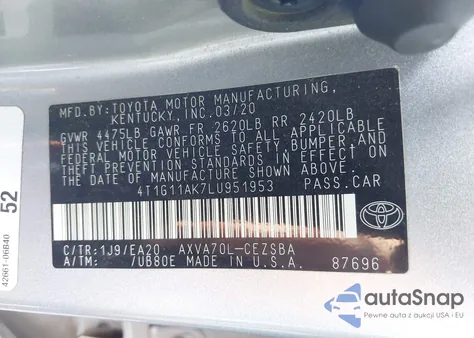 MFD.BY:TOYOTA MOTOR MANUFACTURING,
KENTUCKY, INC. 03/20
GVWR 4475LB GAWR FR 2620LB RR 2420LB
THIS VEHICLE CONFORMS TO ALL APPLICABLE
FEDERAL MOTOR VEHICLE SAFETY, BUMPER, AND
THEFT PREVENTION STANDARDS IN EFFECT ON
THE DATE OF MANUFACTURE SHOWN ABOVE.
4T1G11AK7LU951953 PASS.CAR
C/TR:1J9/EA20 AXVA70L-CEZSBA
A/TM: 7UB80E MADE IN U.S.A. 87696
TOYOTA
52
42661-06B40
autaSnap
Pewne auta z aukcji USA i EU